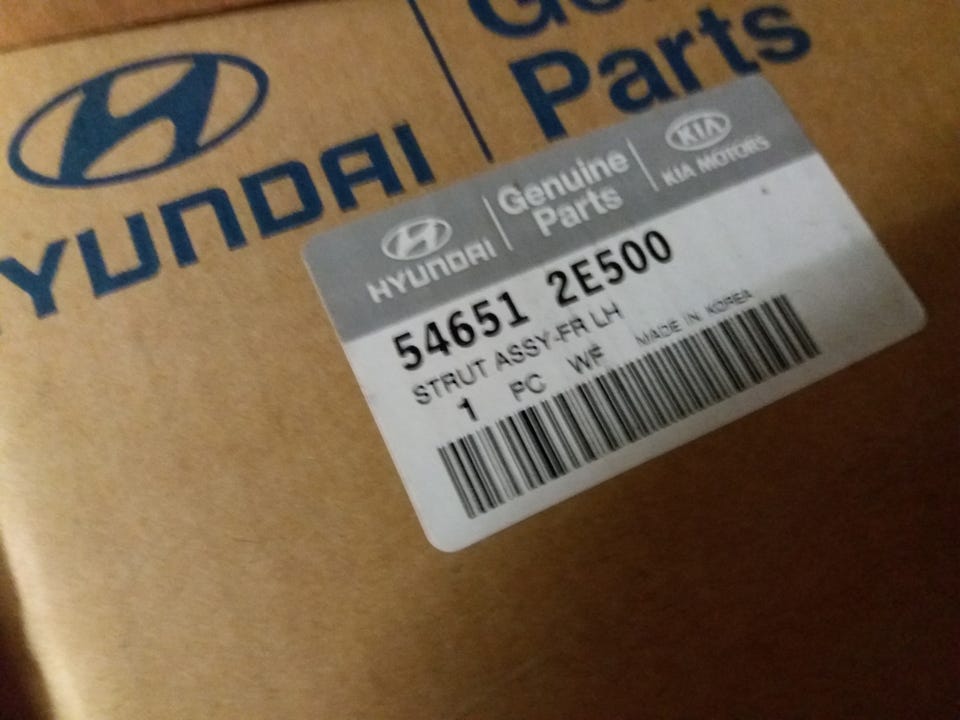 Genuine
Parts
HYUNDAI
HYUNDAI
Genuine
Parts
KIA
KIA MOTORS
54651 2E500
STRUT ASSY-FR LH
1 PC WF MADE IN KOREA